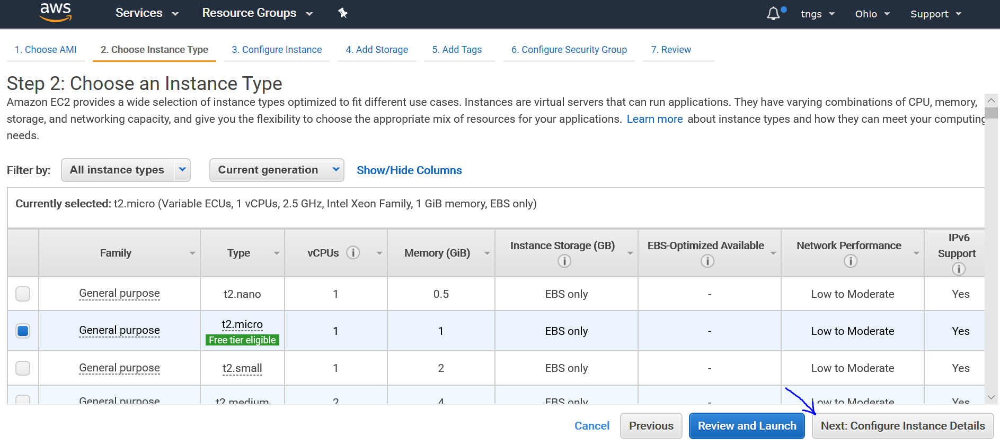 aws Services Resource Groups tngs Ohio Support
1. Choose AMI 2. Choose Instance Type 3. Configure Instance 4. Add Storage 5. Add Tags 6. Configure Security Group 7. Review
Step 2: Choose an Instance Type
Amazon EC2 provides a wide selection of instance types optimized to fit different use cases. Instances are virtual servers that can run applications. They have varying combinations of CPU, memory,
storage, and networking capacity, and give you the flexibility to choose the appropriate mix of resources for your applications. Learn more about instance types and how they can meet your computing
needs.
Filter by: All instance types Current generation Show/Hide Columns
Currently selected: t2.micro (Variable ECUs, 1 vCPUs, 2.5 GHz, Intel Xeon Family, 1 GiB memory, EBS only)
Family Type vCPUs Memory (GiB) Instance Storage (GB) EBS-Optimized Available Network Performance IPv6 Support
General purpose t2.nano 1 0.5 EBS only - Low to Moderate Yes
General purpose t2.micro 1 1 EBS only - Low to Moderate Yes
Free tier eligible
General purpose t2.small 1 2 EBS only - Low to Moderate Yes
General purpose t2.medium 2 4 EBS only - Low to Moderate Yes
Cancel Previous Review and Launch Next: Configure Instance Details